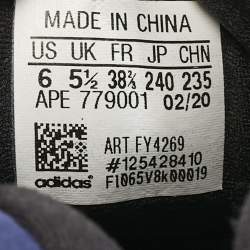 MADE IN CHINA
US UK FR JP CHN
6 5½ 38⅔ 240 235
APE 779001 02/20
ART FY4269
#125428410
F1065V8k00019
adidas